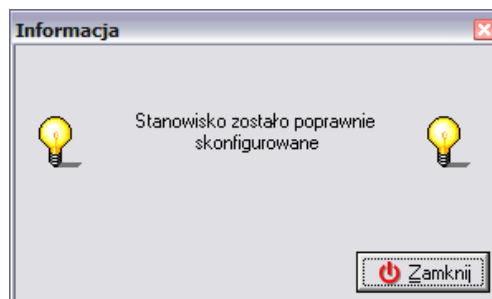 Informacja
Stanowisko zostało poprawnie
skonfigurowane
Zamknij